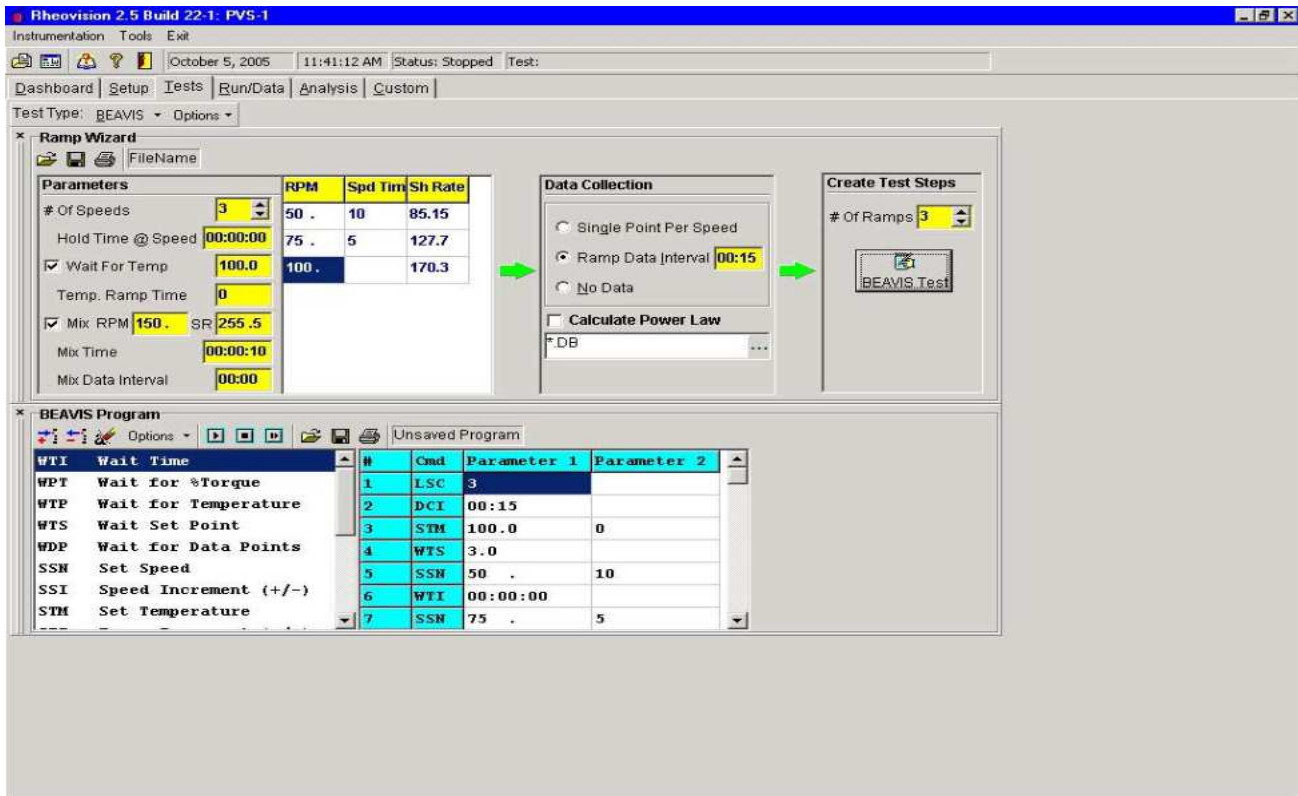 Rheovision 2.5 Build 22-1: PVS-1
Instrumentation Tools Exit
October 5, 2005 11:41:12 AM Status: Stopped Test:
Dashboard Setup Tests Run/Data Analysis Custom
Test Type: BEAVIS Options
Ramp Wizard
FileName
Parameters
# Of Speeds 3
Hold Time @ Speed 00:00:00
Wait For Temp 100.0
Temp. Ramp Time 0
Mix RPM 150. SR 255.5
Mix Time 00:00:10
Mix Data Interval 00:00
RPM Spd Tim Sh Rate
50 . 10 85.15
75 . 5 127.7
100 . 170.3
Data Collection
Single Point Per Speed
Ramp Data Interval 00:15
No Data
Calculate Power Law
*.DB ...
Create Test Steps
# Of Ramps 3
BEAVIS Test
BEAVIS Program
Options Unsaved Program
WTI Wait Time
WPT Wait for %Torque
WTP Wait for Temperature
WTS Wait Set Point
WDP Wait for Data Points
SSN Set Speed
SSI Speed Increment (+/-)
STM Set Temperature
# Cmd Parameter 1 Parameter 2
1 LSC 3
2 DCI 00:15
3 STM 100.0 0
4 WTS 3.0
5 SSN 50 . 10
6 WTI 00:00:00
7 SSN 75 . 5